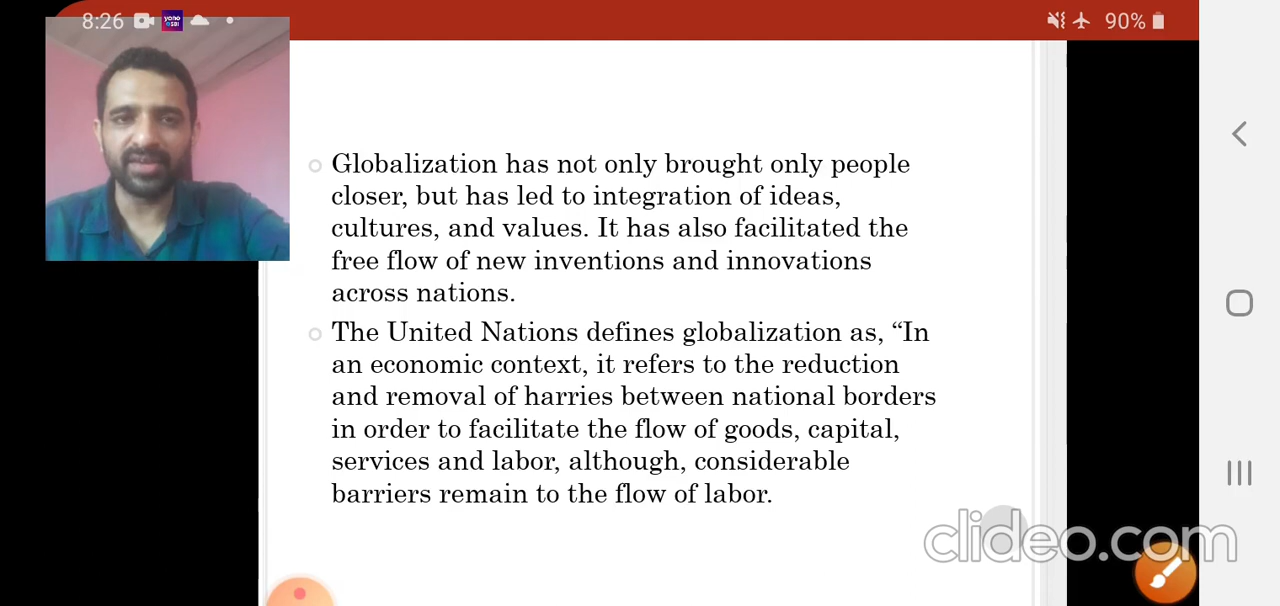 8:26
yono
SBI
90%
Globalization has not only brought only people
closer, but has led to integration of ideas,
cultures, and values. It has also facilitated the
free flow of new inventions and innovations
across nations.
The United Nations defines globalization as, “In
an economic context, it refers to the reduction
and removal of harries between national borders
in order to facilitate the flow of goods, capital,
services and labor, although, considerable
barriers remain to the flow of labor.
clideo.com